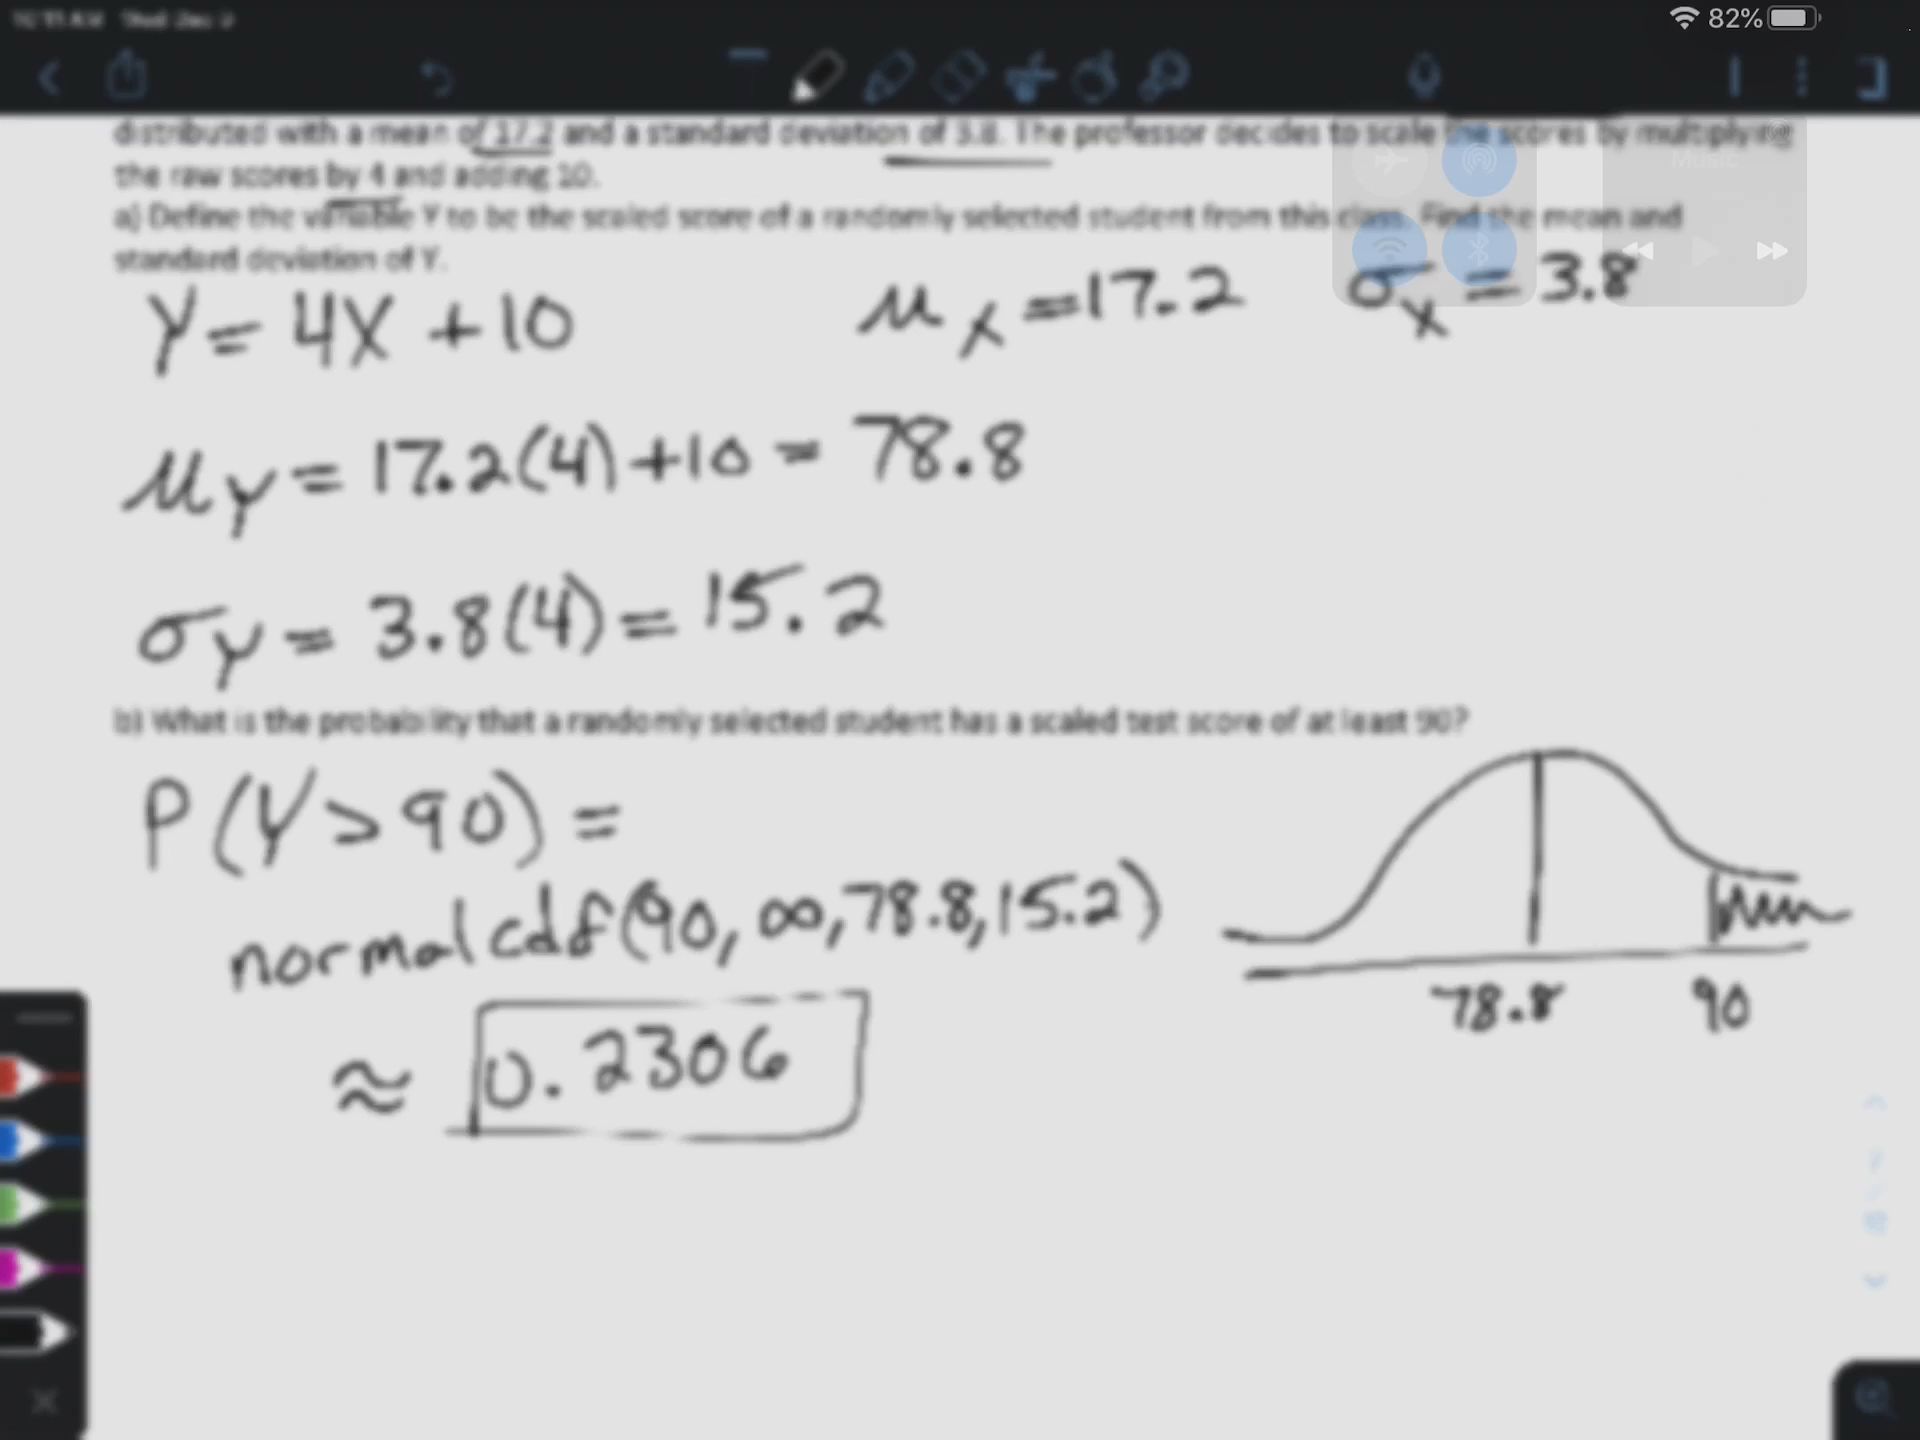 82%
distributed with a mean of 17.2 and a standard deviation of 3.8. The professor decides to scale the scores by multiplying
the raw scores by 4 and adding 10.
a) Define the variable Y to be the scaled score of a randomly selected student from this class. Find the mean and
standard deviation of Y.
Music
Y = 4X + 10
μX = 17.2
σX = 3.8
μY = 17.2(4)+10 = 78.8
σY = 3.8(4) = 15.2
b) What is the probability that a randomly selected student has a scaled test score of at least 90?
P(Y > 90) =
normalcdf(90, ∞, 78.8, 15.2)
≈ 0.2306
78.8
90